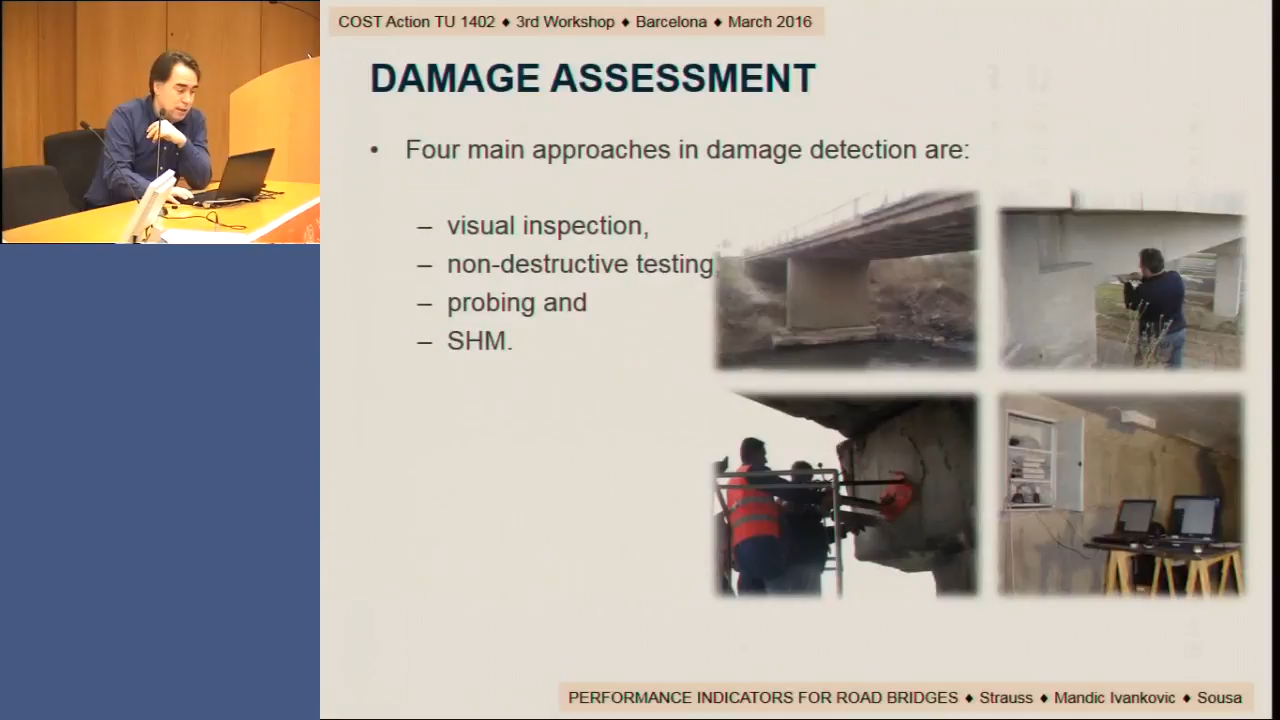 COST Action TU 1402 ♦ 3rd Workshop ♦ Barcelona ♦ March 2016
DAMAGE ASSESSMENT
• Four main approaches in damage detection are:
– visual inspection,
– non-destructive testing,
– probing and
– SHM.
PERFORMANCE INDICATORS FOR ROAD BRIDGES ♦ Strauss ♦ Mandic Ivankovic ♦ Sousa